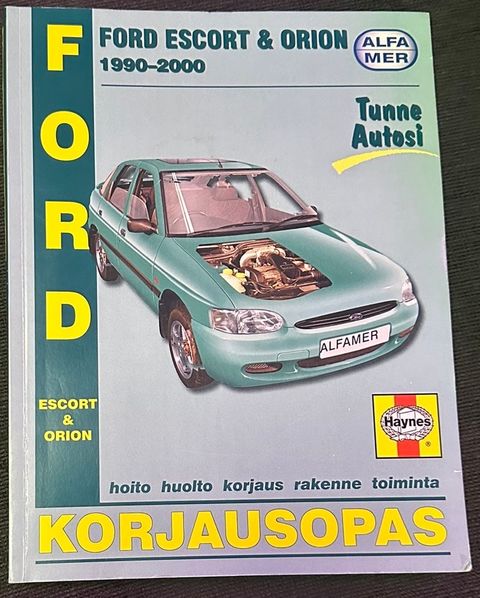 FORD
ESCORT
&
ORION
FORD ESCORT & ORION
1990–2000
ALFA
MER
Tunne
Autosi
ALFAMER
Haynes
®
hoito huolto korjaus rakenne toiminta
KORJAUSOPAS